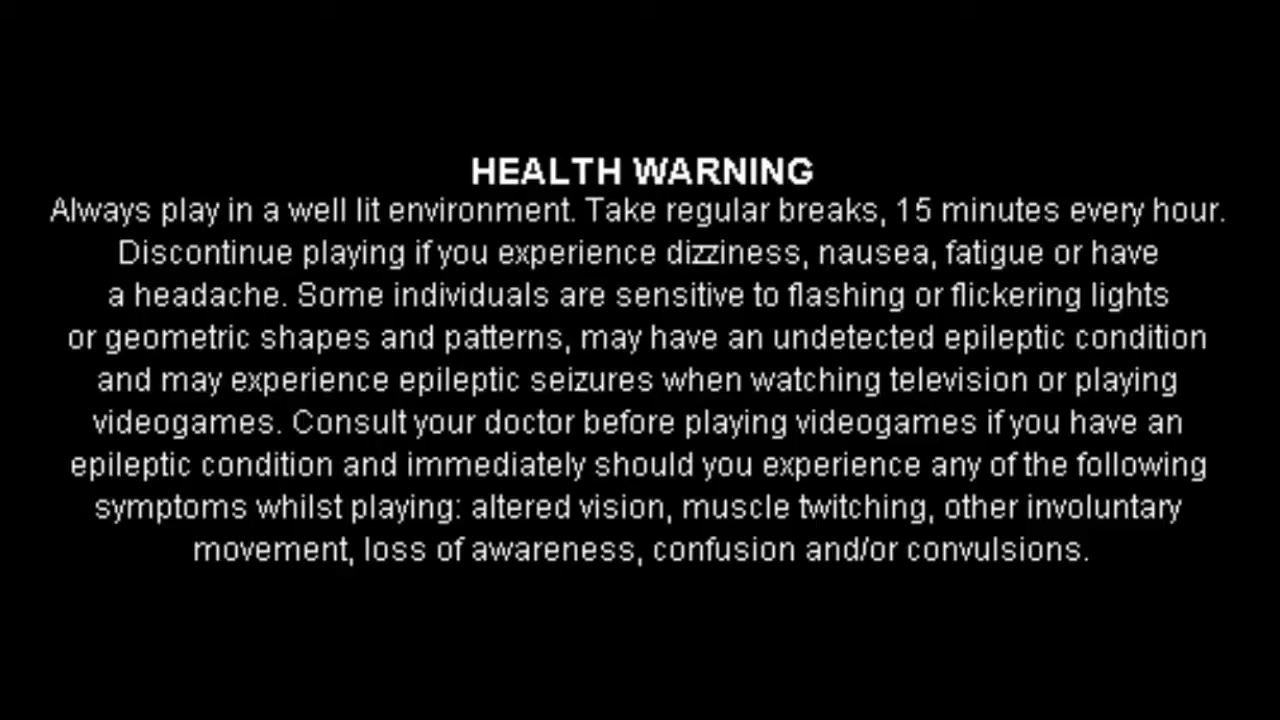 HEALTH WARNING
Always play in a well lit environment. Take regular breaks, 15 minutes every hour.
Discontinue playing if you experience dizziness, nausea, fatigue or have
a headache. Some individuals are sensitive to flashing or flickering lights
or geometric shapes and patterns, may have an undetected epileptic condition
and may experience epileptic seizures when watching television or playing
videogames. Consult your doctor before playing videogames if you have an
epileptic condition and immediately should you experience any of the following
symptoms whilst playing: altered vision, muscle twitching, other involuntary
movement, loss of awareness, confusion and/or convulsions.